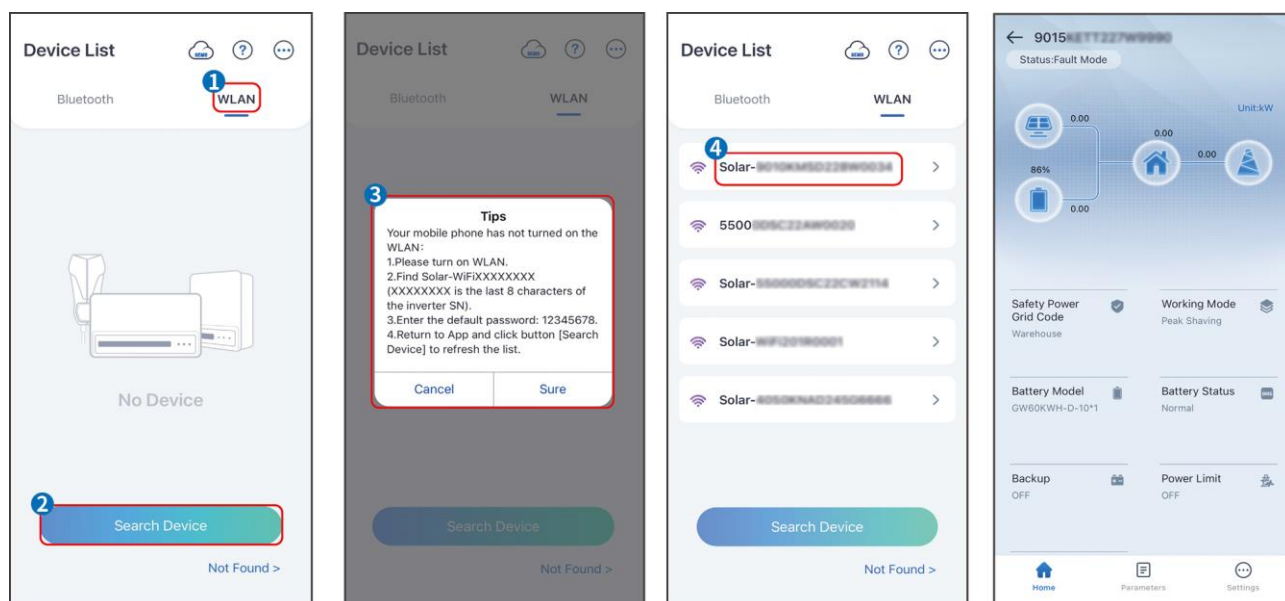 Device List
DEMO
?
1
Bluetooth
WLAN
No Device
2
Search Device
Not Found >
Device List
?
Bluetooth
WLAN
3
Tips
Your mobile phone has not turned on the
WLAN:
1.Please turn on WLAN.
2.Find Solar-WiFiXXXXXXXX
(XXXXXXXX is the last 8 characters of
the inverter SN).
3.Enter the default password: 12345678.
4.Return to App and click button [Search
Device] to refresh the list.
Cancel
Sure
Search Device
Not Found >
Device List
DEMO
?
Bluetooth
WLAN
4
Solar-
5500
Solar-
Solar-
Solar-
Search Device
Not Found >
9015
Status:Fault Mode
Unit:kW
0.00
0.00
0.00
86%
0.00
Safety Power
Grid Code
Warehouse
Working Mode
Peak Shaving
Battery Model
GW60KWH-D-10*1
Battery Status
Normal
Backup
OFF
Power Limit
OFF
Home
Parameters
Settings